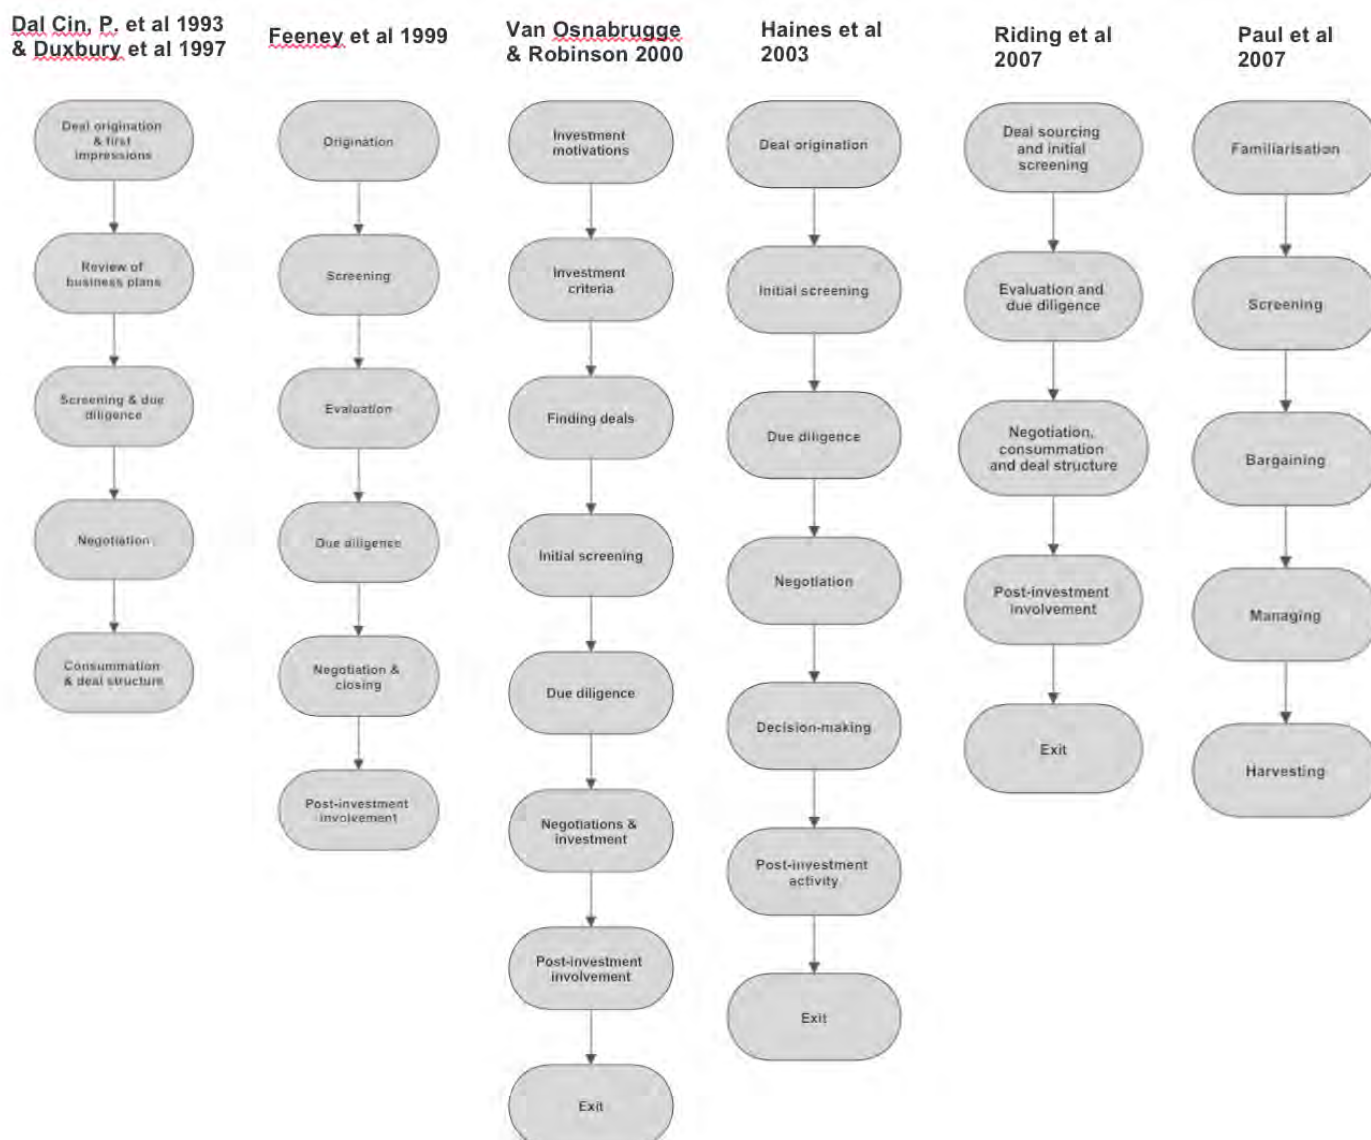 Dal Cin, P. et al 1993
& Duxbury et al 1997
Deal origination
& first
impressions
Review of
business plans
Screening & due
diligence
Negotiation
Consummation
& deal structure
Feeney et al 1999
Origination
Screening
Evaluation
Due diligence
Negotiation &
closing
Post-investment
involvement
Van Osnabrugge
& Robinson 2000
Investment
motivations
Investment
criteria
Finding deals
Initial screening
Due diligence
Negotiations &
investment
Post-investment
involvement
Exit
Haines et al
2003
Deal origination
Initial screening
Due diligence
Negotiation
Decision-making
Post-investment
activity
Exit
Riding et al
2007
Deal sourcing
and initial
screening
Evaluation and
due diligence
Negotiation,
consummation
and deal structure
Post-investment
involvement
Exit
Paul et al
2007
Familiarisation
Screening
Bargaining
Managing
Harvesting